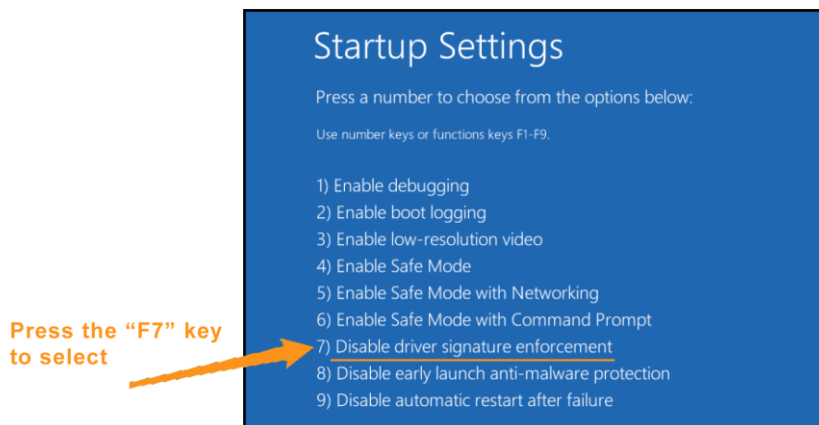 Startup Settings
Press a number to choose from the options below:
Use number keys or functions keys F1-F9.
1) Enable debugging
2) Enable boot logging
3) Enable low-resolution video
4) Enable Safe Mode
5) Enable Safe Mode with Networking
6) Enable Safe Mode with Command Prompt
7) Disable driver signature enforcement
8) Disable early launch anti-malware protection
9) Disable automatic restart after failure
Press the “F7” key
to select